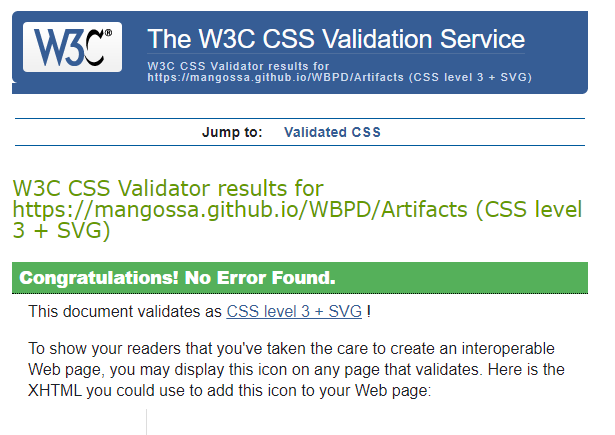 W3C®
The W3C CSS Validation Service
W3C CSS Validator results for
https://mangossa.github.io/WBPD/Artifacts (CSS level 3 + SVG)
Jump to: Validated CSS
W3C CSS Validator results for
https://mangossa.github.io/WBPD/Artifacts (CSS level
3 + SVG)
Congratulations! No Error Found.
This document validates as CSS level 3 + SVG !
To show your readers that you've taken the care to create an interoperable
Web page, you may display this icon on any page that validates. Here is the
XHTML you could use to add this icon to your Web page: